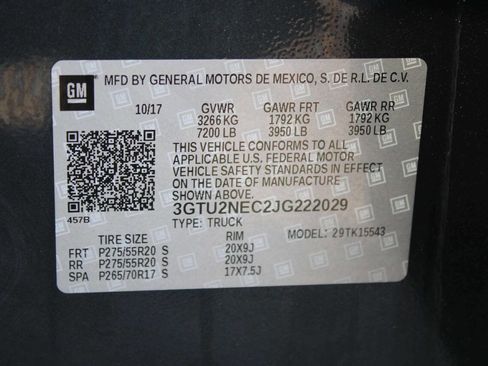 GM
MFD BY GENERAL MOTORS DE MEXICO, S. DE R.L. DE C.V.
10/17 GVWR GAWR FRT GAWR RR
3266 KG 1792 KG 1792 KG
7200 LB 3950 LB 3950 LB
THIS VEHICLE CONFORMS TO ALL
APPLICABLE U.S. FEDERAL MOTOR
VEHICLE SAFETY STANDARDS IN EFFECT
ON THE DATE OF MANUFACTURE
SHOWN ABOVE.
3GTU2NEC2JG222029
457B TYPE: TRUCK
TIRE SIZE RIM MODEL: 29TK15543
FRT P275/55R20 S 20X9J
RR P275/55R20 S 20X9J
SPA P265/70R17 S 17X7.5J